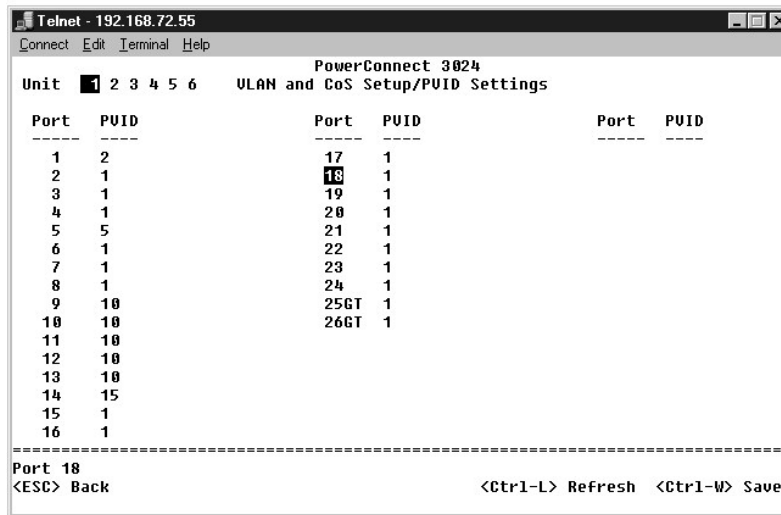 Telnet - 192.168.72.55
Connect Edit Terminal Help
PowerConnect 3024
Unit 1 2 3 4 5 6 VLAN and CoS Setup/PVID Settings
Port PVID Port PVID Port PVID
----- ---- ----- ---- ----- ----
1 2 17 1
2 1 18 1
3 1 19 1
4 1 20 1
5 5 21 1
6 1 22 1
7 1 23 1
8 1 24 1
9 10 25GT 1
10 10 26GT 1
11 10
12 10
13 10
14 15
15 1
16 1
Port 18
<ESC> Back <Ctrl-L> Refresh <Ctrl-W> Save